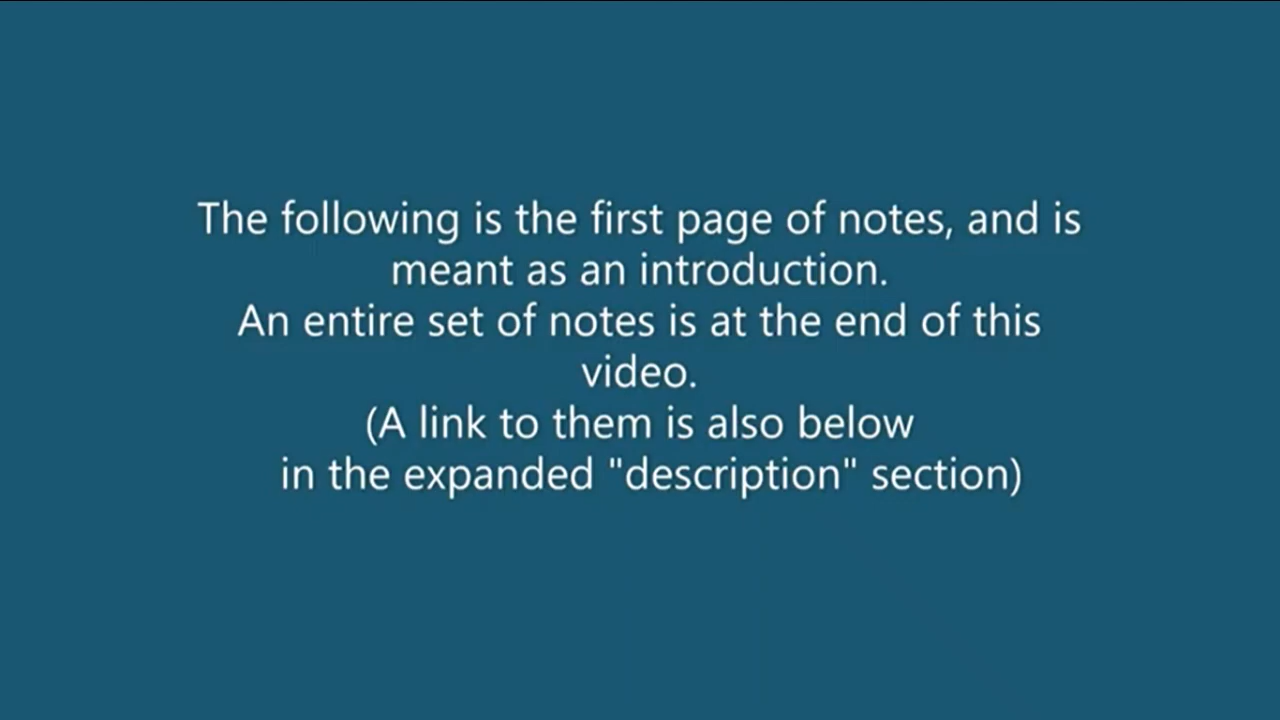 The following is the first page of notes, and is
meant as an introduction.
An entire set of notes is at the end of this
video.
(A link to them is also below
in the expanded "description" section)